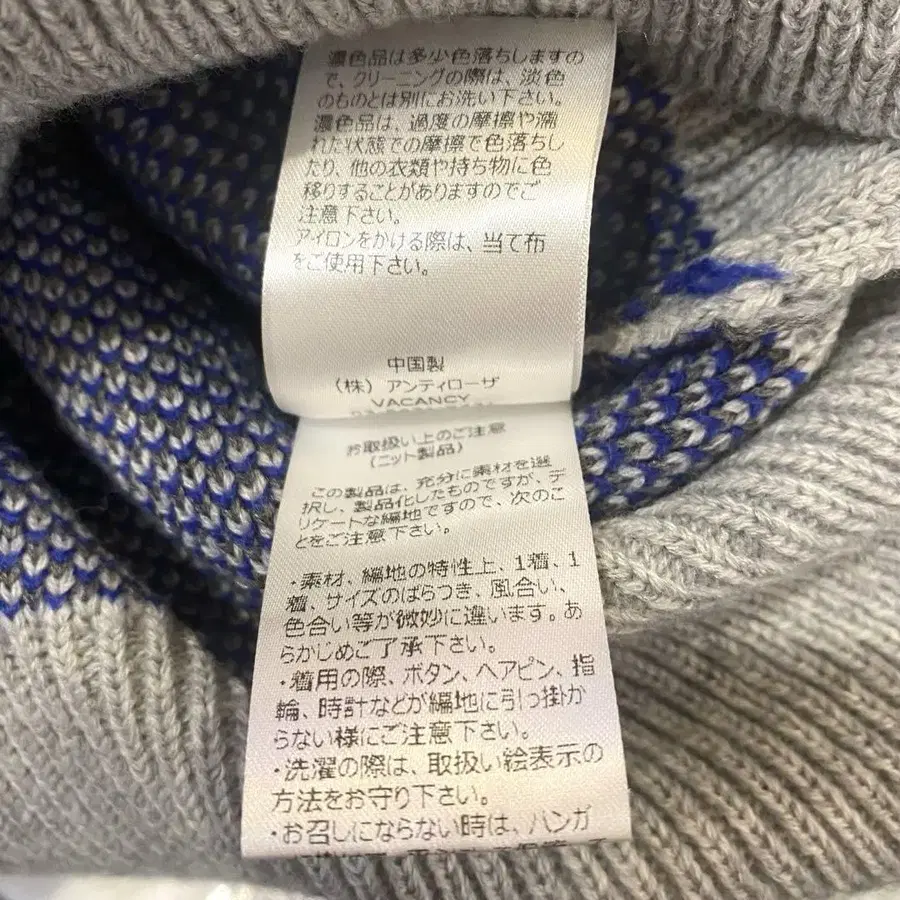 濃色品は多少色落ちしますの
で、クリーニングの際は、淡色
のものとは別にお洗い下さい。
濃色品は、過度の摩擦や濡
れた状態での摩擦で色落ちし
たり、他の衣類や持ち物に色
移りすることがありますのでご
注意下さい。
アイロンをかける際は、当て布
をご使用下さい。
中国製
(株) アンティローザ
VACANCY
お取扱い上のご注意
(ニット製品)
この製品は、充分に素材を選
択し、製品化したものですが、デ
リケートな編地ですので、次のこ
とをご注意下さい。
・素材、編地の特性上、1着、1
着、サイズのばらつき、風合い、
色合い等が微妙に違います。あ
らかじめご了承下さい。
・着用の際、ボタン、ヘアピン、指
輪、時計などが編地に引っ掛か
らない様にご注意下さい。
・洗濯の際は、取扱い絵表示の
方法をお守り下さい。
・お召しにならない時は、ハンガ